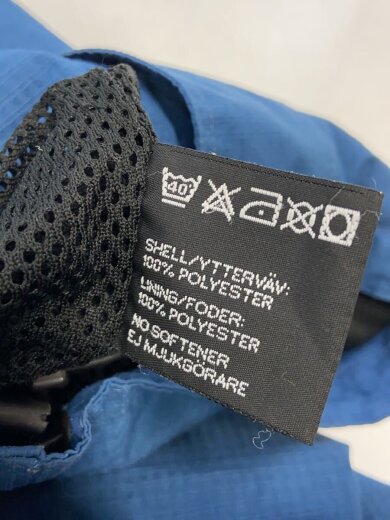 40°
SHELL/YTTERVÄV:
100% POLYESTER
LINING/FODER:
100% POLYESTER
NO SOFTENER
EJ MJUKGÖRARE